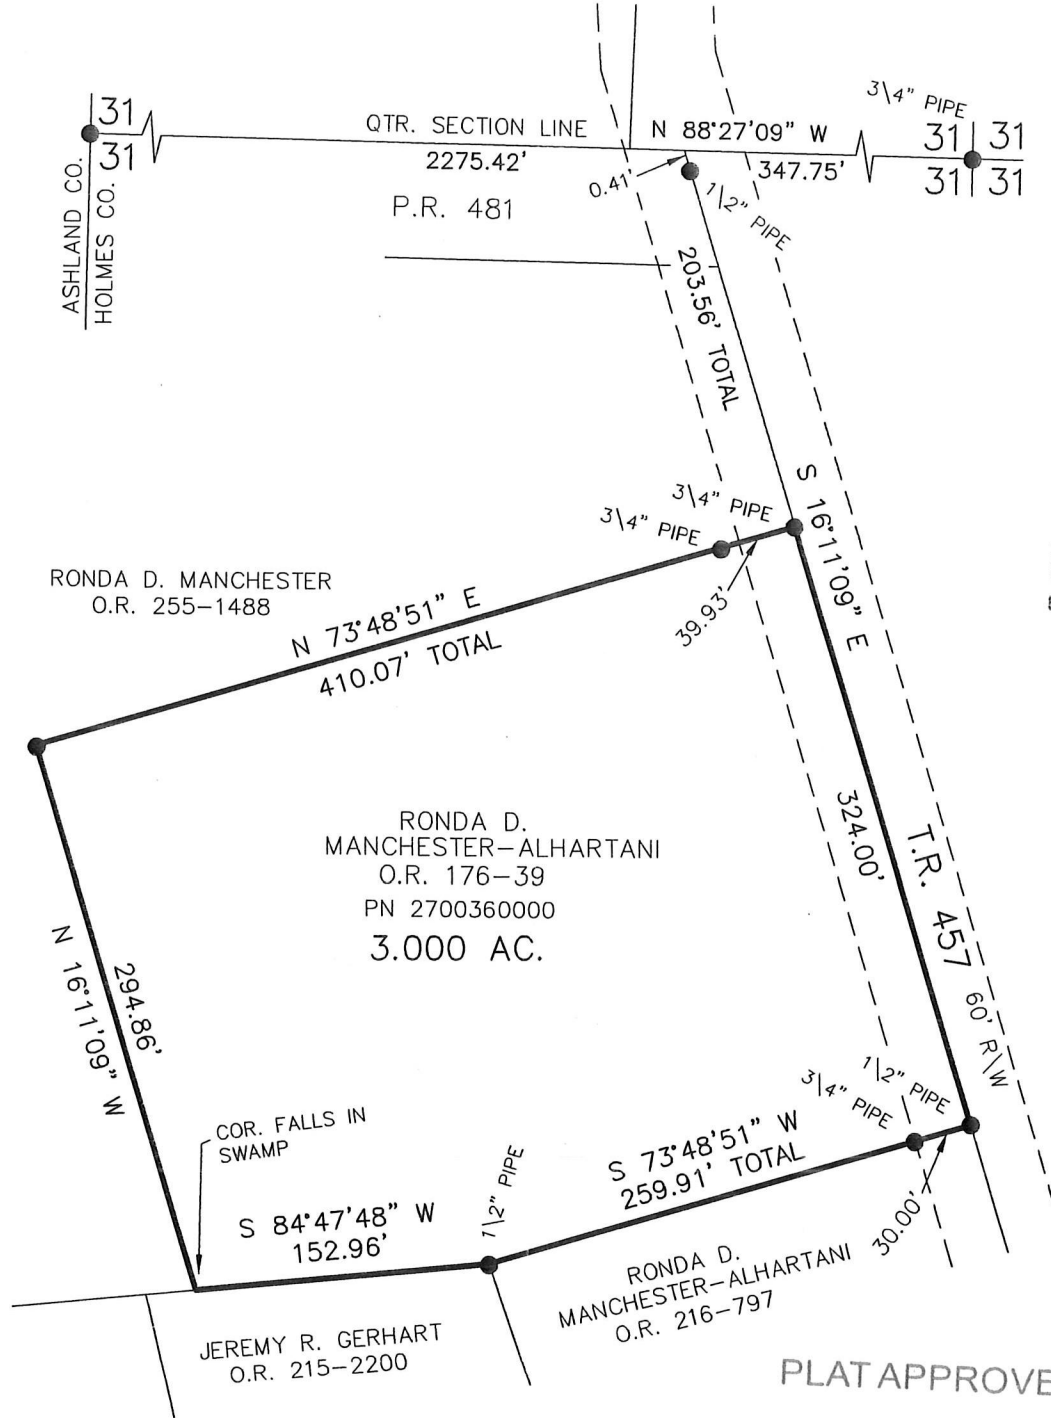 31
31
ASHLAND CO.
HOLMES CO.
QTR. SECTION LINE
2275.42'
P.R. 481
N 88°27'09" W
347.75'
0.41'
3\4" PIPE
31 31
31 31
1\2" PIPE
203.56' TOTAL
3\4" PIPE
3\4" PIPE
39.93'
S 16°11'09" E
324.00'
RONDA D. MANCHESTER
O.R. 255-1488
N 73°48'51" E
410.07' TOTAL
RONDA D.
MANCHESTER-ALHARTANI
O.R. 176-39
PN 2700360000
3.000 AC.
T.R. 457
60' R\W
294.86'
N 16°11'09" W
COR. FALLS IN
SWAMP
S 84°47'48" W
152.96'
1\2" PIPE
S 73°48'51" W
259.91' TOTAL
3\4" PIPE
1\2" PIPE
30.00'
RONDA D.
MANCHESTER-ALHARTANI
O.R. 216-797
JEREMY R. GERHART
O.R. 215-2200
PLAT APPROVE